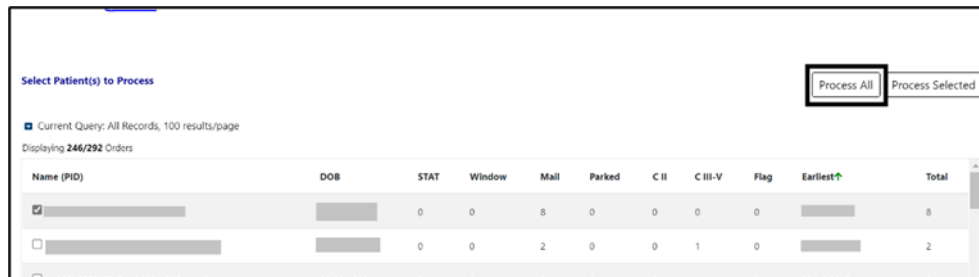 Select Patient(s) to Process
Process All Process Selected
Current Query: All Records, 100 results/page
Displaying 246/292 Orders
Name (PID) DOB STAT Window Mail Parked C II C III-V Flag Earliest Total
0 0 8 0 0 0 0 8
0 0 2 0 0 1 0 2